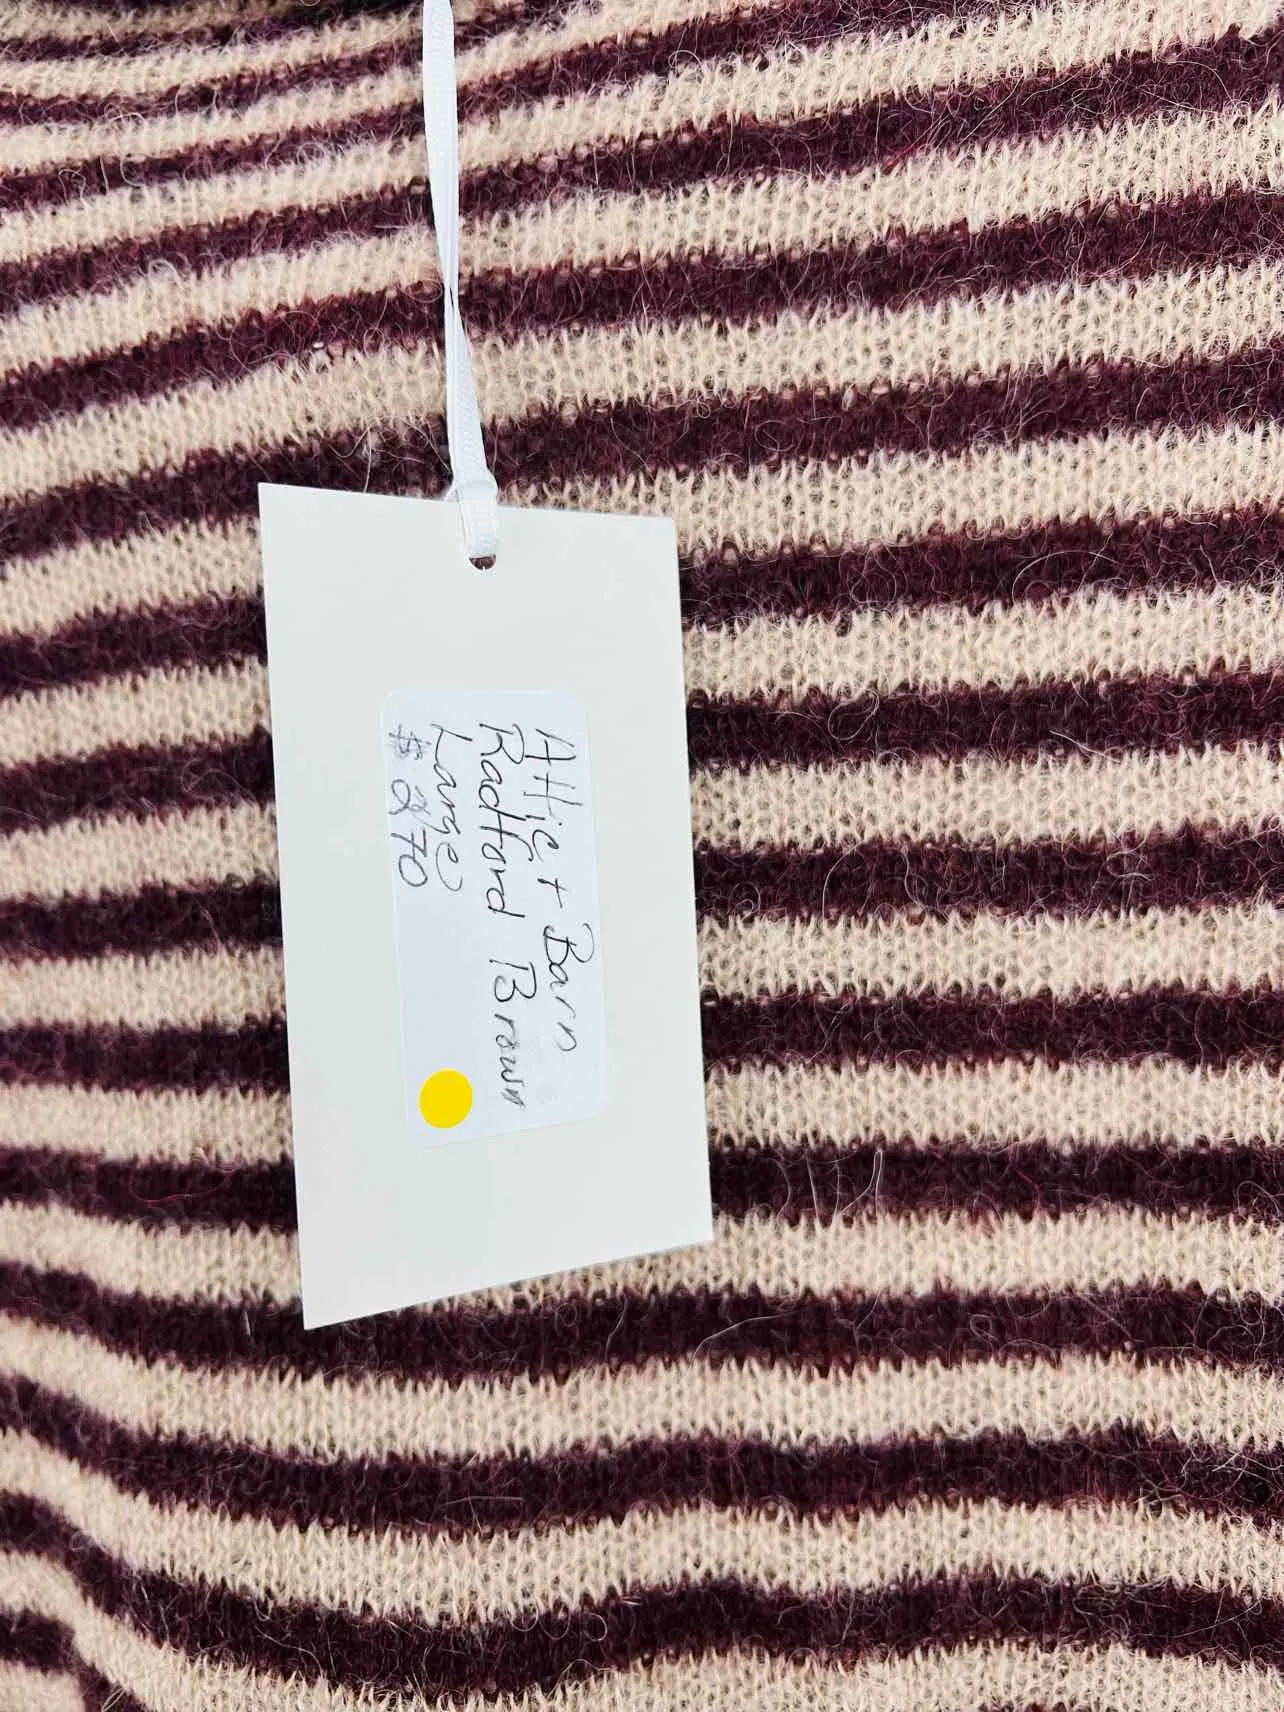 Attic + Barn
Radford Brown
Large
$ 270